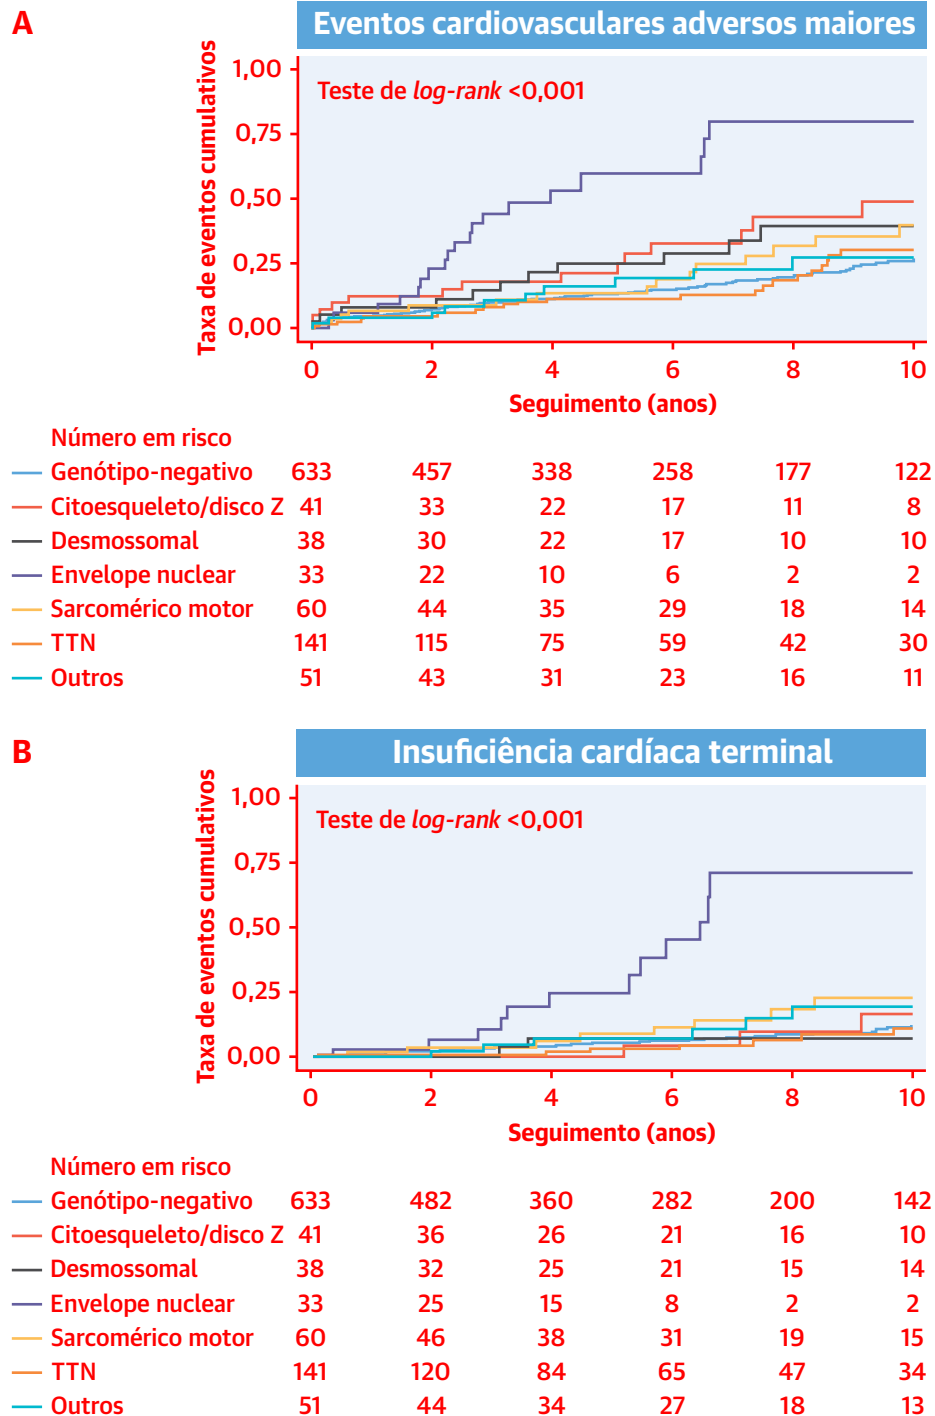 A
Eventos cardiovasculares adversos maiores
Taxa de eventos cumulativos
1,00
0,75
0,50
0,25
0,00
Teste de log-rank <0,001
0 2 4 6 8 10
Seguimento (anos)
Número em risco
Genótipo-negativo 633 457 338 258 177 122
Citoesqueleto/disco Z 41 33 22 17 11 8
Desmossomal 38 30 22 17 10 10
Envelope nuclear 33 22 10 6 2 2
Sarcomérico motor 60 44 35 29 18 14
TTN 141 115 75 59 42 30
Outros 51 43 31 23 16 11
B
Insuficiência cardíaca terminal
Taxa de eventos cumulativos
1,00
0,75
0,50
0,25
0,00
Teste de log-rank <0,001
0 2 4 6 8 10
Seguimento (anos)
Número em risco
Genótipo-negativo 633 482 360 282 200 142
Citoesqueleto/disco Z 41 36 26 21 16 10
Desmossomal 38 32 25 21 15 14
Envelope nuclear 33 25 15 8 2 2
Sarcomérico motor 60 46 38 31 19 15
TTN 141 120 84 65 47 34
Outros 51 44 34 27 18 13